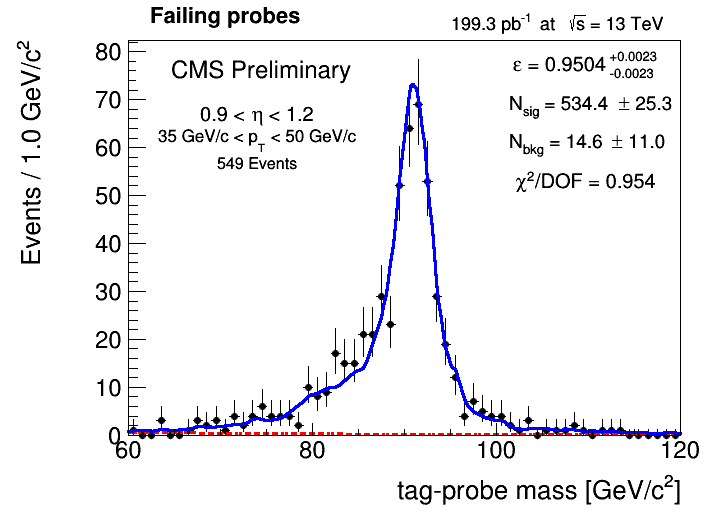 Failing probes
199.3 pb⁻¹ at √s = 13 TeV
CMS Preliminary
0.9 < η < 1.2
35 GeV/c < p_T < 50 GeV/c
549 Events
ε = 0.9504 +0.0023 -0.0023
N_sig = 534.4 ± 25.3
N_bkg = 14.6 ± 11.0
χ²/DOF = 0.954
Events / 1.0 GeV/c²
80
70
60
50
40
30
20
10
0
60 80 100 120
tag-probe mass [GeV/c²]